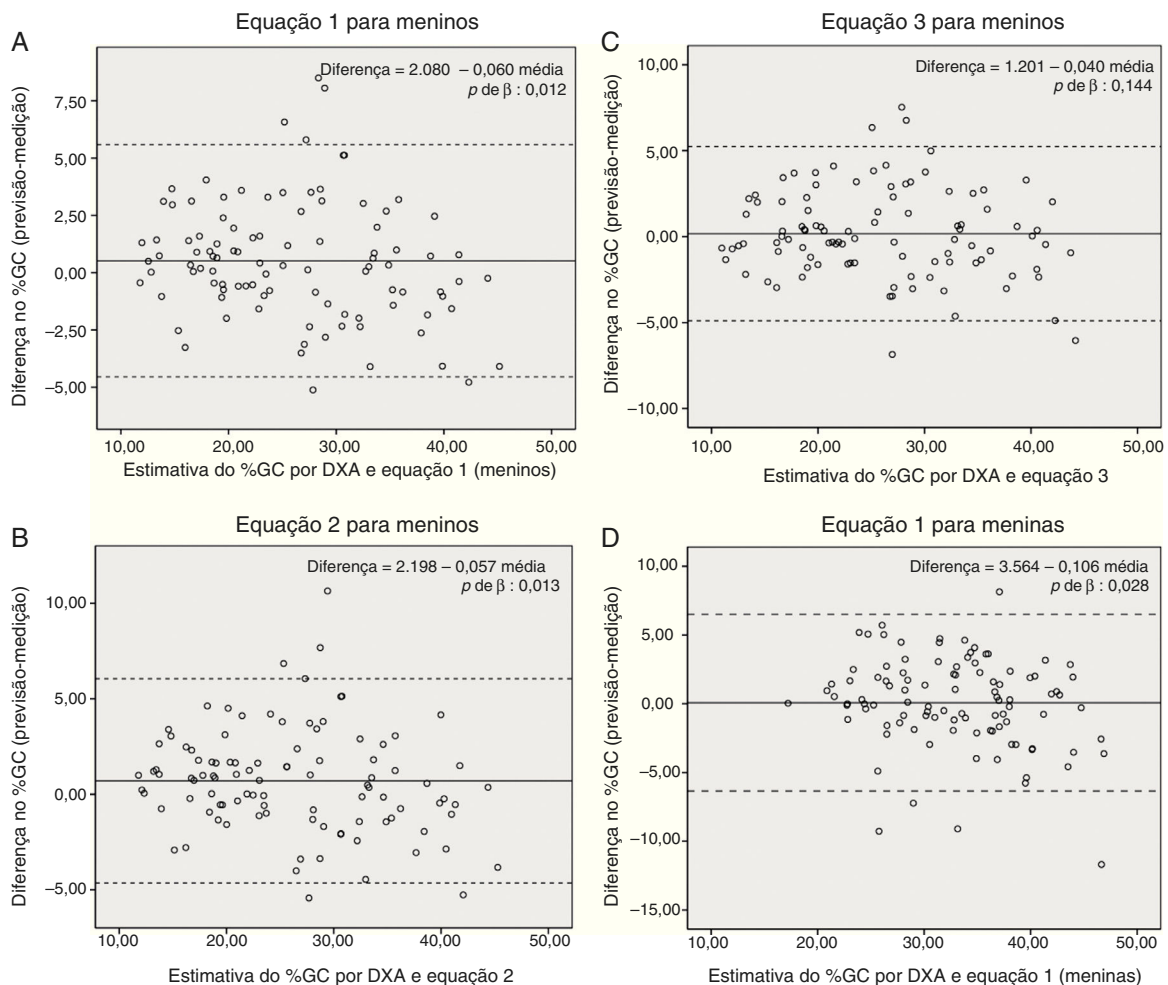 A
Equação 1 para meninos
Diferença = 2.080 – 0,060 média
p de β : 0,012
Diferença no %GC (previsão-medição)
7,50
5,00
2,50
0,00
–2,50
–5,00
10,00 20,00 30,00 40,00 50,00
Estimativa do %GC por DXA e equação 1 (meninos)
C
Equação 3 para meninos
Diferença = 1.201 – 0,040 média
p de β : 0,144
Diferença no %GC (previsão-medição)
10,00
5,00
0,00
–5,00
–10,00
10,00 20,00 30,00 40,00 50,00
Estimativa do %GC por DXA e equação 3
B
Equação 2 para meninos
Diferença = 2.198 – 0,057 média
p de β : 0,013
Diferença no %GC (previsão-medição)
10,00
5,00
0,00
–5,00
10,00 20,00 30,00 40,00 50,00
Estimativa do %GC por DXA e equação 2
D
Equação 1 para meninas
Diferença = 3.564 – 0,106 média
p de β : 0,028
Diferença no %GC (previsão-medição)
10,00
5,00
0,00
–5,00
–10,00
–15,00
10,00 20,00 30,00 40,00 50,00
Estimativa do %GC por DXA e equação 1 (meninas)